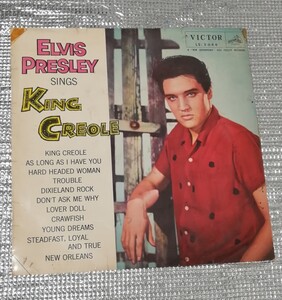 ELVIS
PRESLEY
SINGS
KING
CREOLE
KING CREOLE
AS LONG AS I HAVE YOU
HARD HEADED WOMAN
TROUBLE
DIXIELAND ROCK
DON'T ASK ME WHY
LOVER DOLL
CRAWFISH
YOUNG DREAMS
STEADFAST, LOYAL
AND TRUE
NEW ORLEANS
VICTOR